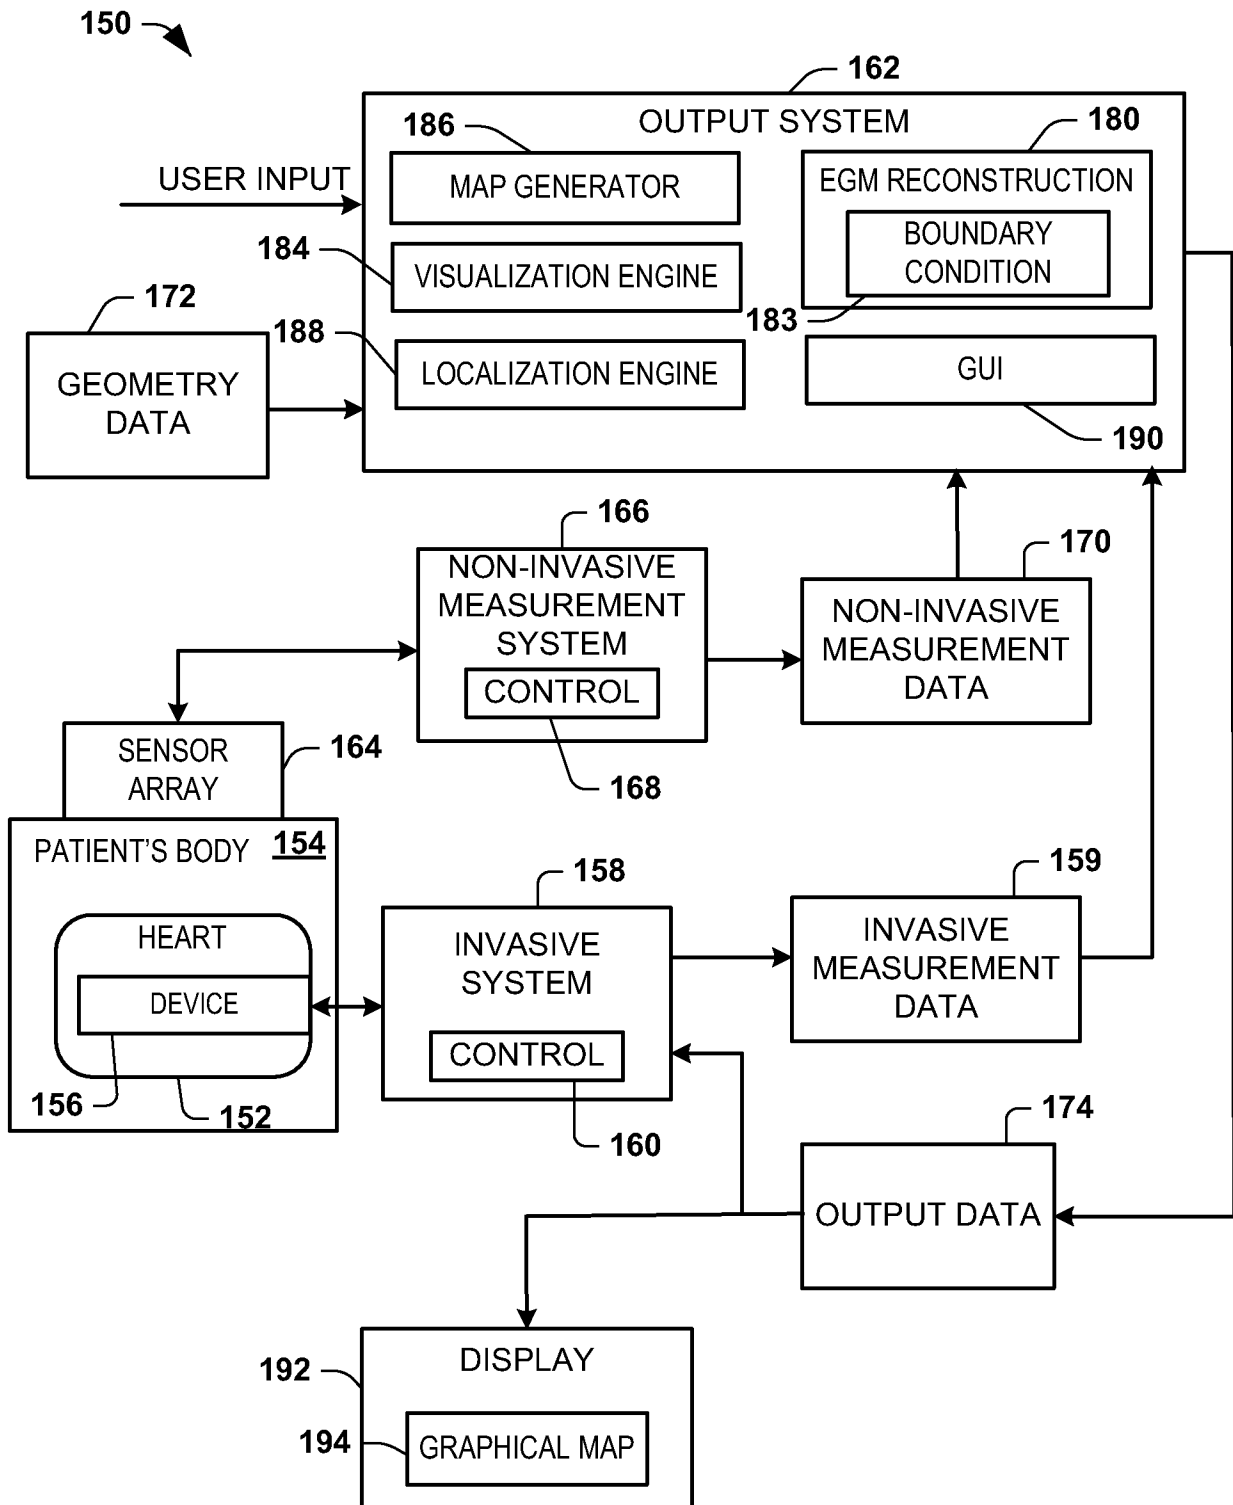 150
162
OUTPUT SYSTEM
186
180
USER INPUT
MAP GENERATOR
EGM RECONSTRUCTION
184
BOUNDARY
CONDITION
VISUALIZATION ENGINE
172
183
188
GEOMETRY
DATA
LOCALIZATION ENGINE
GUI
190
166
170
NON-INVASIVE
MEASUREMENT
SYSTEM
CONTROL
NON-INVASIVE
MEASUREMENT
DATA
168
SENSOR
ARRAY
164
PATIENT'S BODY
154
158
159
HEART
DEVICE
INVASIVE
SYSTEM
INVASIVE
MEASUREMENT
DATA
CONTROL
156
152
160
174
OUTPUT DATA
192
DISPLAY
194
GRAPHICAL MAP